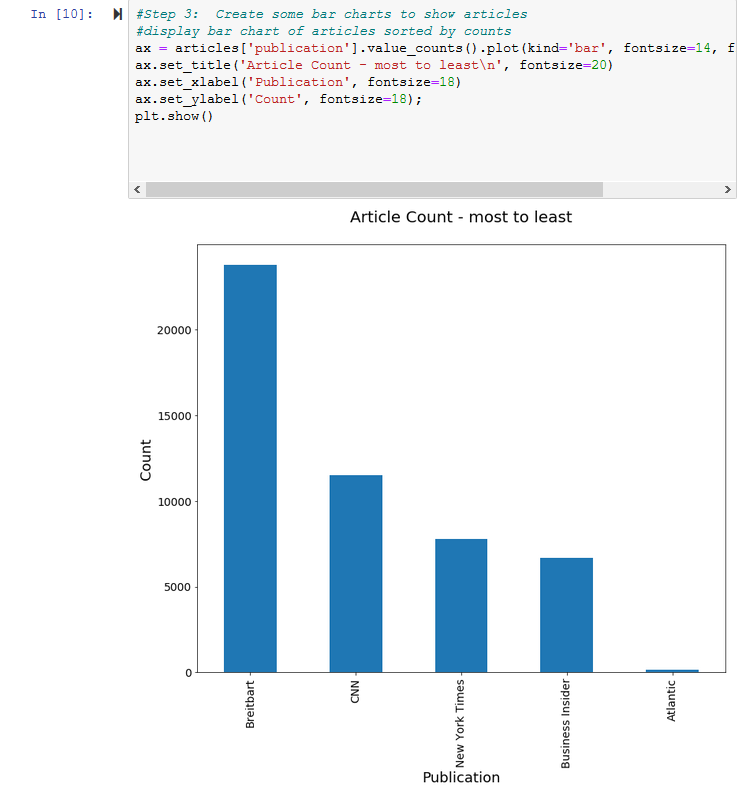 In [10]:
#Step 3:  Create some bar charts to show articles
#display bar chart of articles sorted by counts
ax = articles['publication'].value_counts().plot(kind='bar', fontsize=14, f
ax.set_title('Article Count - most to least\n', fontsize=20)
ax.set_xlabel('Publication', fontsize=18)
ax.set_ylabel('Count', fontsize=18);
plt.show()
Article Count - most to least
20000
15000
10000
5000
0
Count
Breitbart
CNN
New York Times
Business Insider
Atlantic
Publication